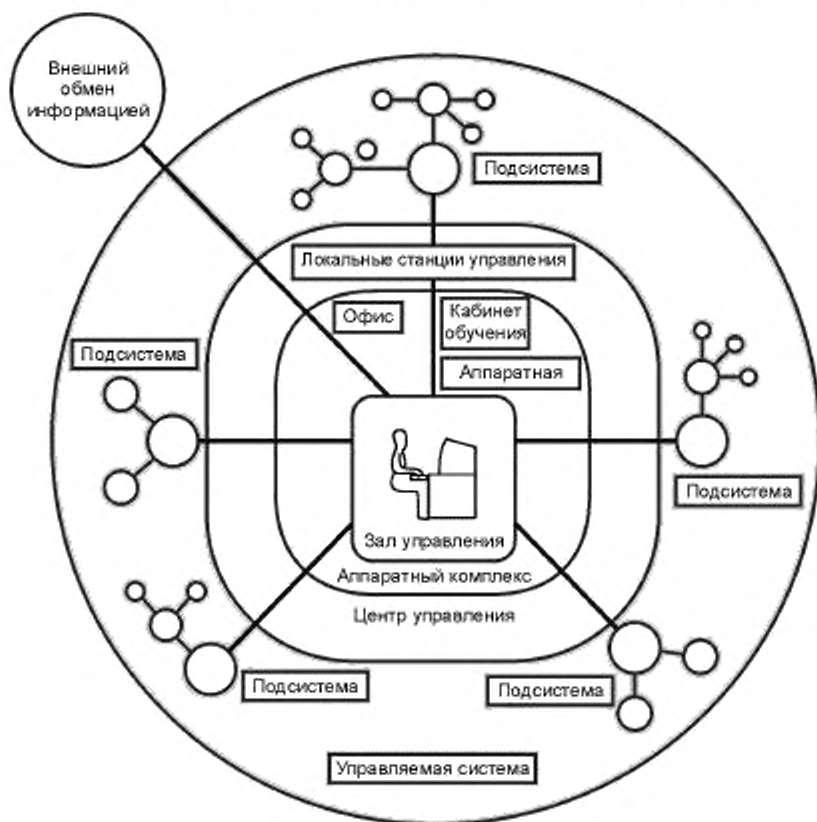 Внешний
обмен
информацией
Подсистема
Локальные станции управления
Офис
Кабинет
обучения
Подсистема
Аппаратная
Подсистема
Зал управления
Аппаратный комплекс
Центр управления
Подсистема
Подсистема
Управляемая система